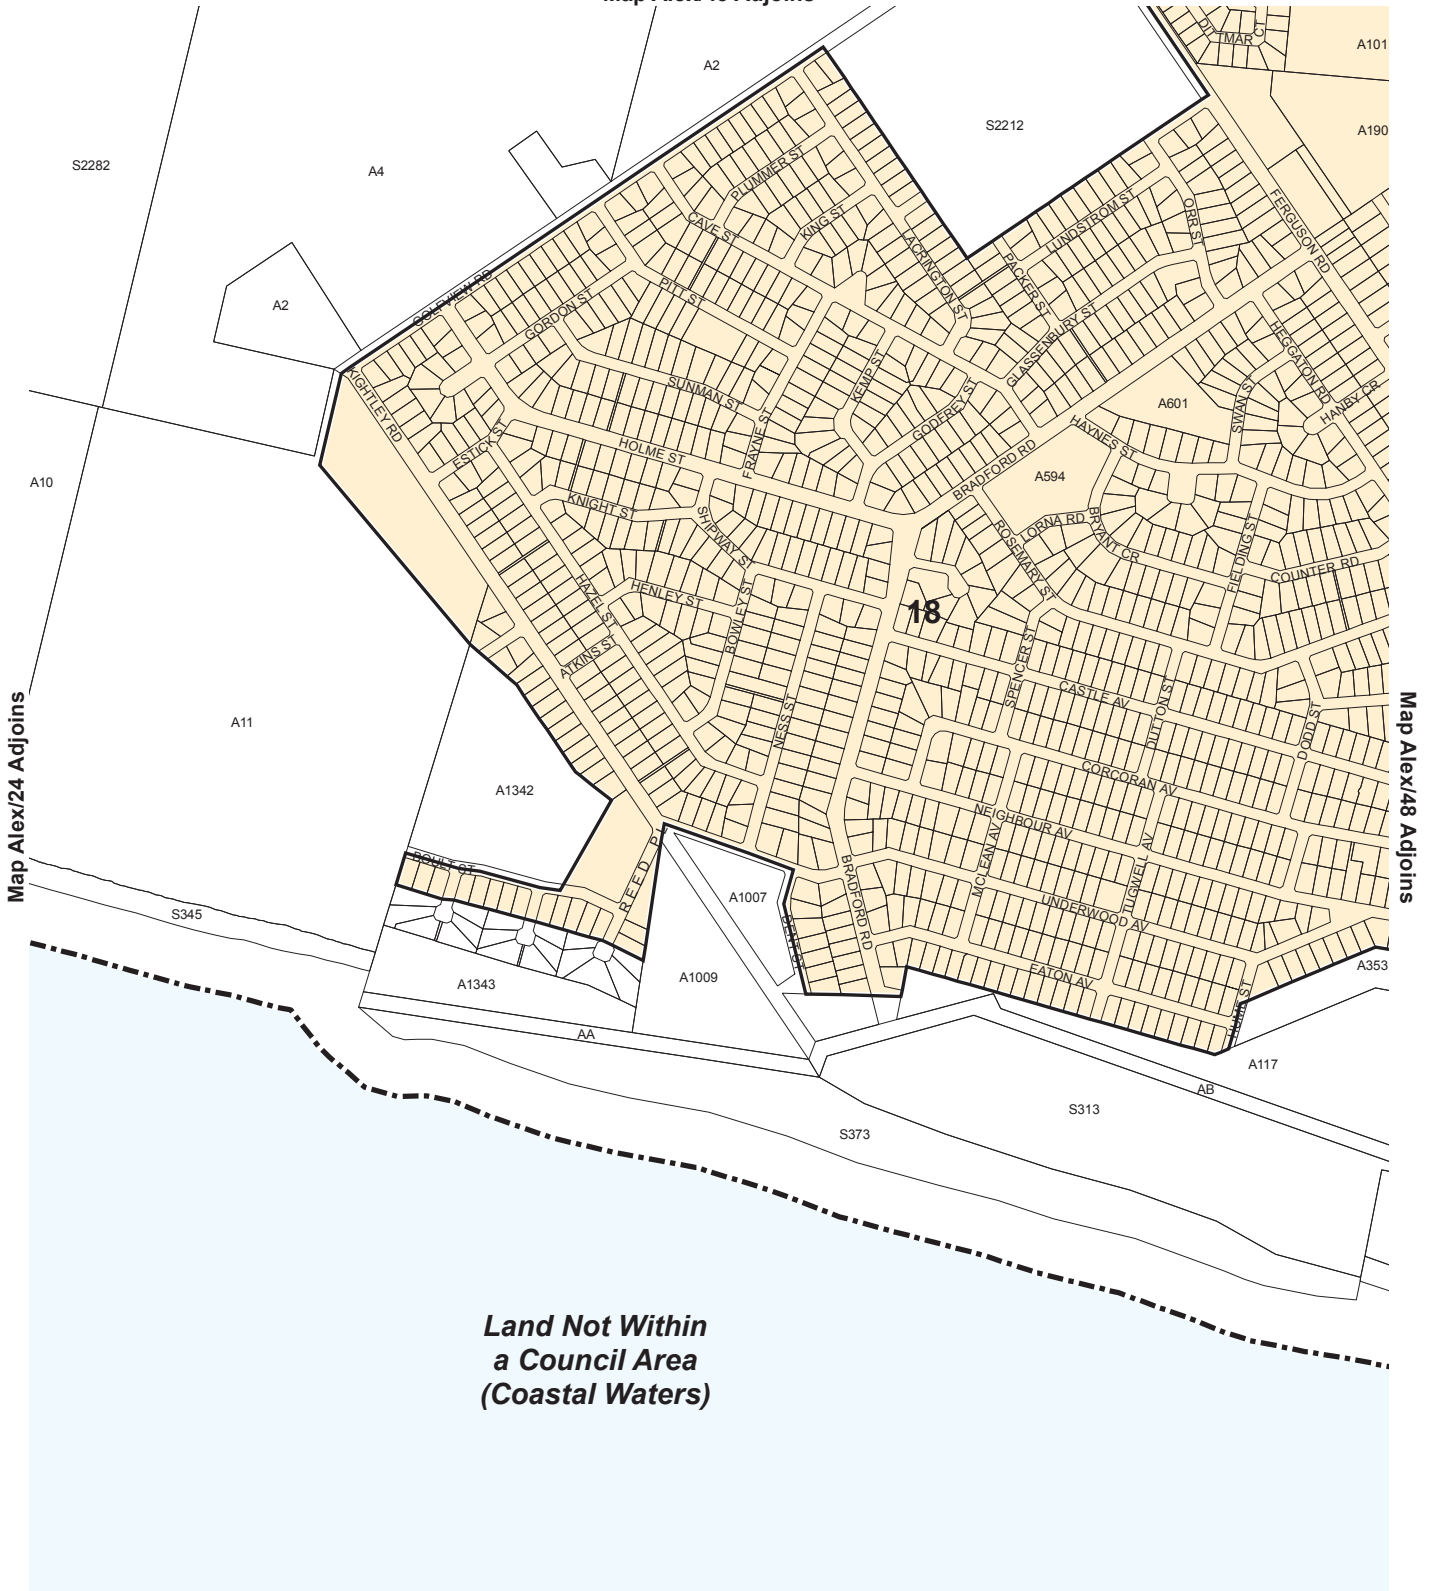 DITTMAR CT
A101
A2
S2212
A190
S2282
A4
PLUMMER ST
KING ST
CAVE ST
LACRINGTON ST
LUNDSTROM ST
ORR ST
FERGUSON RD
PACKER ST
GOLFVIEW RD
A2
GORDON ST
PITT ST
GLASSENBURY ST
HEGGATON RD
KIGHTLEY RD
KEMP ST
SUNMAN ST
GODFREY ST
SWAN ST
HANBY CR
A601
HAYNES ST
FRAYNE ST
ESTICK ST
HOLME ST
BRADFORD RD
A594
A10
KNIGHT ST
SHIPWAY ST
LORNA RD
BRYANT CR
ROSEMARY ST
FIELDING ST
COUNTER RD
HAZEL ST
HENLEY ST
BOWLEY ST
18
ATKINS ST
SPENCER ST
CASTLE AV
DUTTON ST
DODD ST
NESS ST
A11
Map Alex/24 Adjoins
Map Alex/48 Adjoins
A1342
CORCORAN AV
NEIGHBOUR AV
MCLEAN AV
TUGWELL AV
BOULT ST
REED
A1007
BRADFORD RD
UNDERWOOD AV
S345
DENT ST
A353
EATON AV
A1343
A1009
HUME ST
AA
A117
AB
S313
S373
Land Not Within
a Council Area
(Coastal Waters)